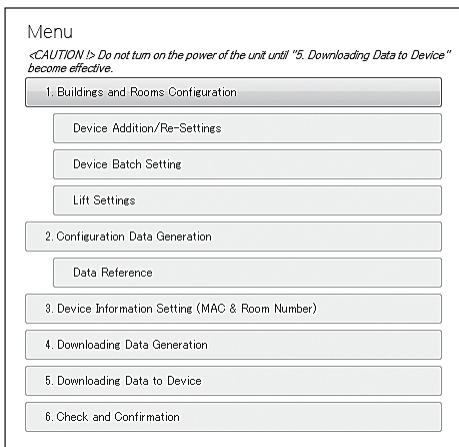 Menu
<CAUTION !> Do not turn on the power of the unit until "5. Downloading Data to Device"
become effective.
1. Buildings and Rooms Configuration
Device Addition/Re-Settings
Device Batch Setting
Lift Settings
2. Configuration Data Generation
Data Reference
3. Device Information Setting (MAC & Room Number)
4. Downloading Data Generation
5. Downloading Data to Device
6. Check and Confirmation